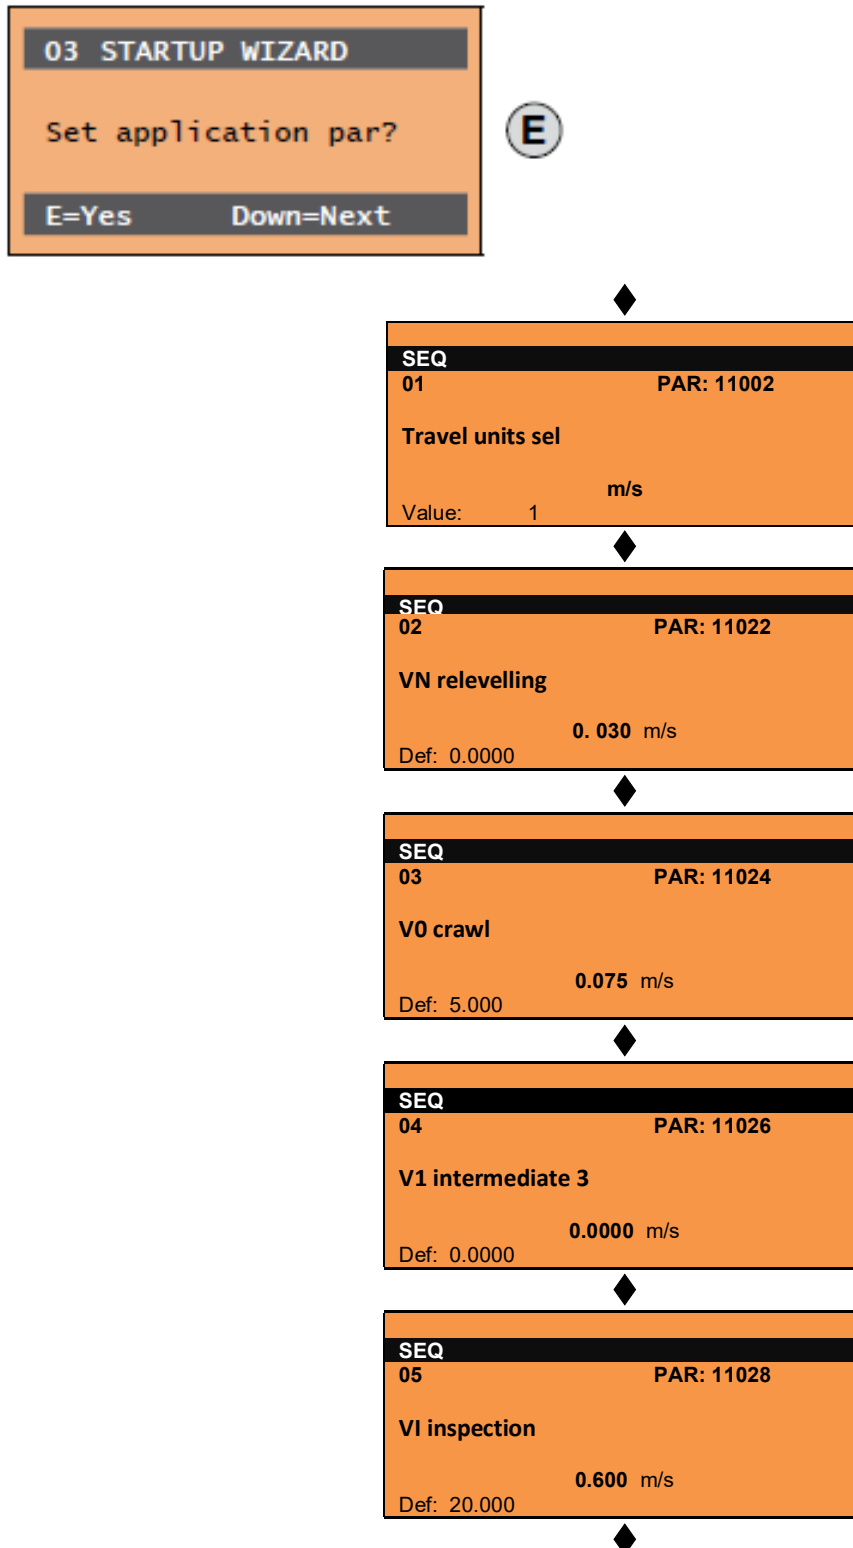 03 STARTUP WIZARD
Set application par?
E
E=Yes Down=Next
SEQ
01 PAR: 11002
Travel units sel
m/s
Value: 1
SEQ
02 PAR: 11022
VN relevelling
0. 030 m/s
Def: 0.0000
SEQ
03 PAR: 11024
V0 crawl
0.075 m/s
Def: 5.000
SEQ
04 PAR: 11026
V1 intermediate 3
0.0000 m/s
Def: 0.0000
SEQ
05 PAR: 11028
VI inspection
0.600 m/s
Def: 20.000